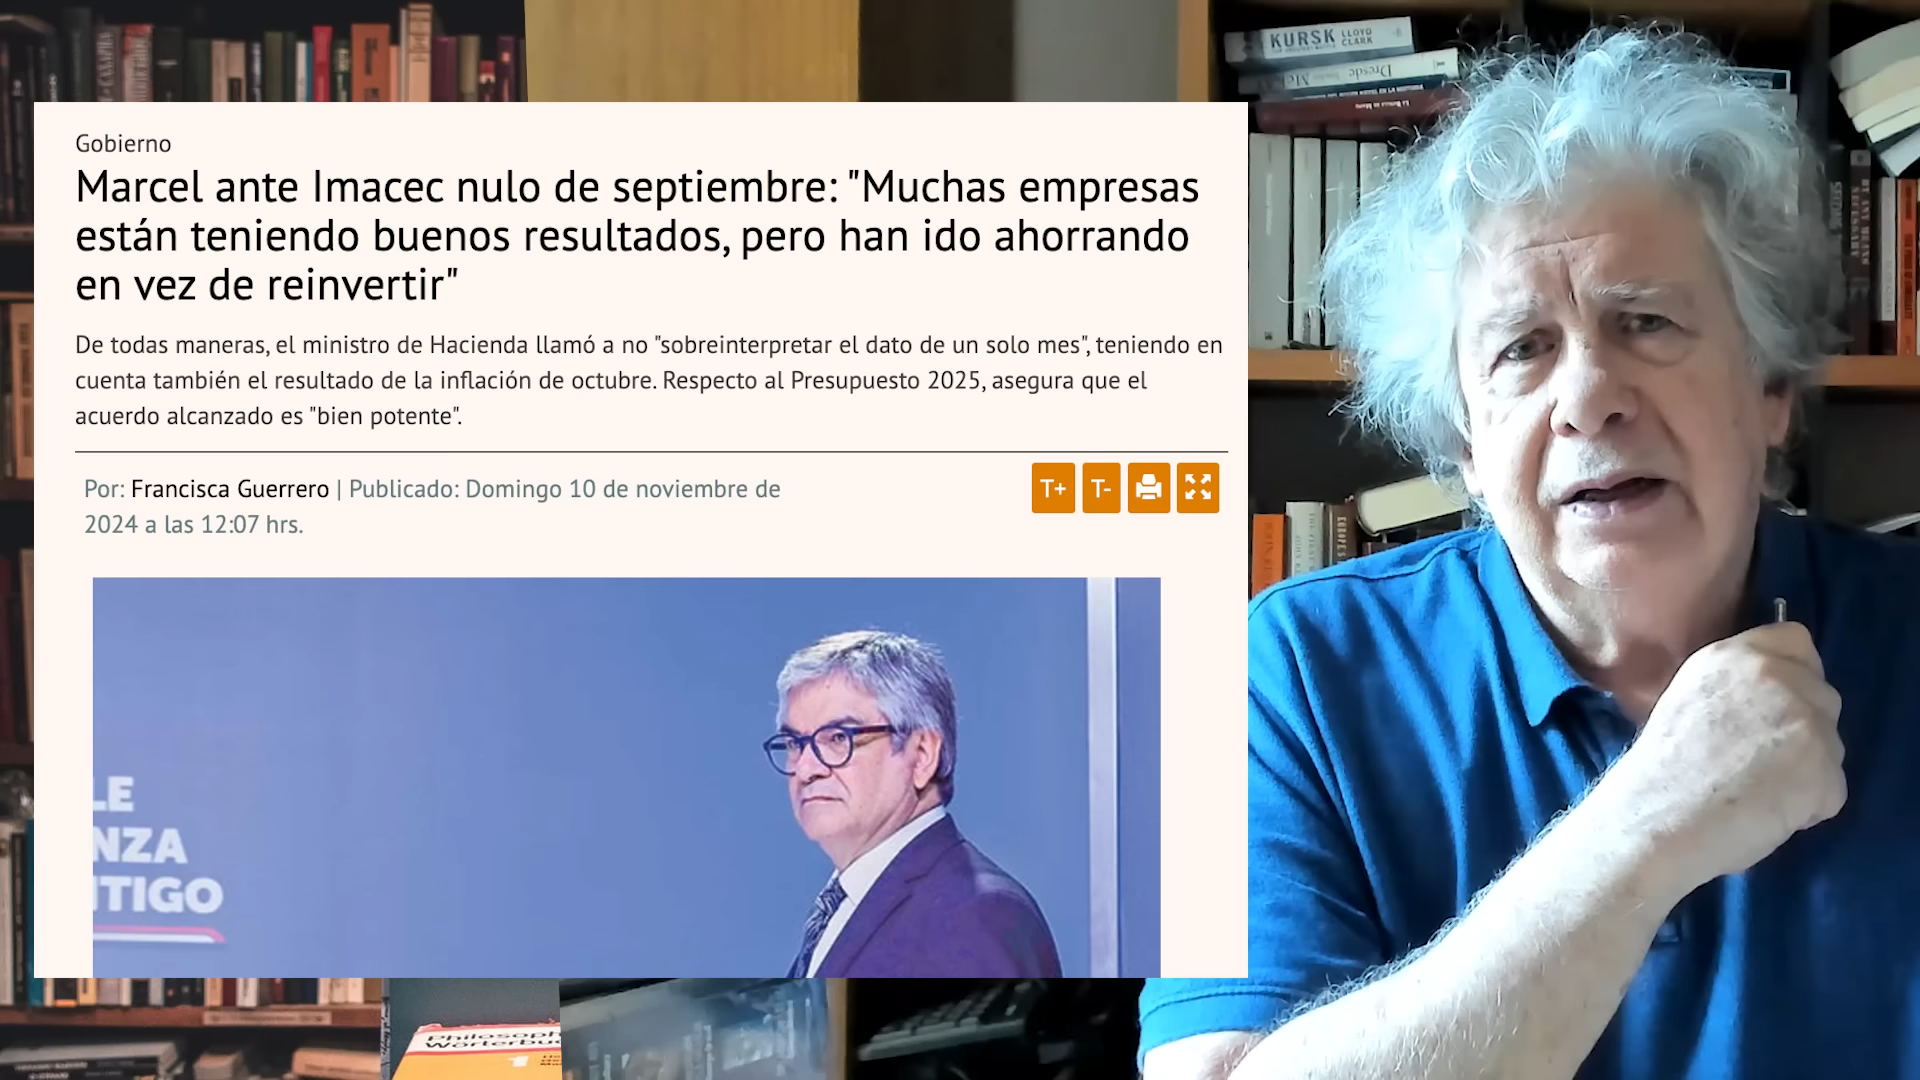 Gobierno
Marcel ante Imacec nulo de septiembre: "Muchas empresas
están teniendo buenos resultados, pero han ido ahorrando
en vez de reinvertir"
De todas maneras, el ministro de Hacienda llamó a no "sobreinterpretar el dato de un solo mes", teniendo en
cuenta también el resultado de la inflación de octubre. Respecto al Presupuesto 2025, asegura que el
acuerdo alcanzado es "bien potente".
Por: Francisca Guerrero | Publicado: Domingo 10 de noviembre de
2024 a las 12:07 hrs.
T+ T-
LE
NZA
NTIGO
KURSK LLOYD CLARK
Dresde
Philosoph
Wörterbuc